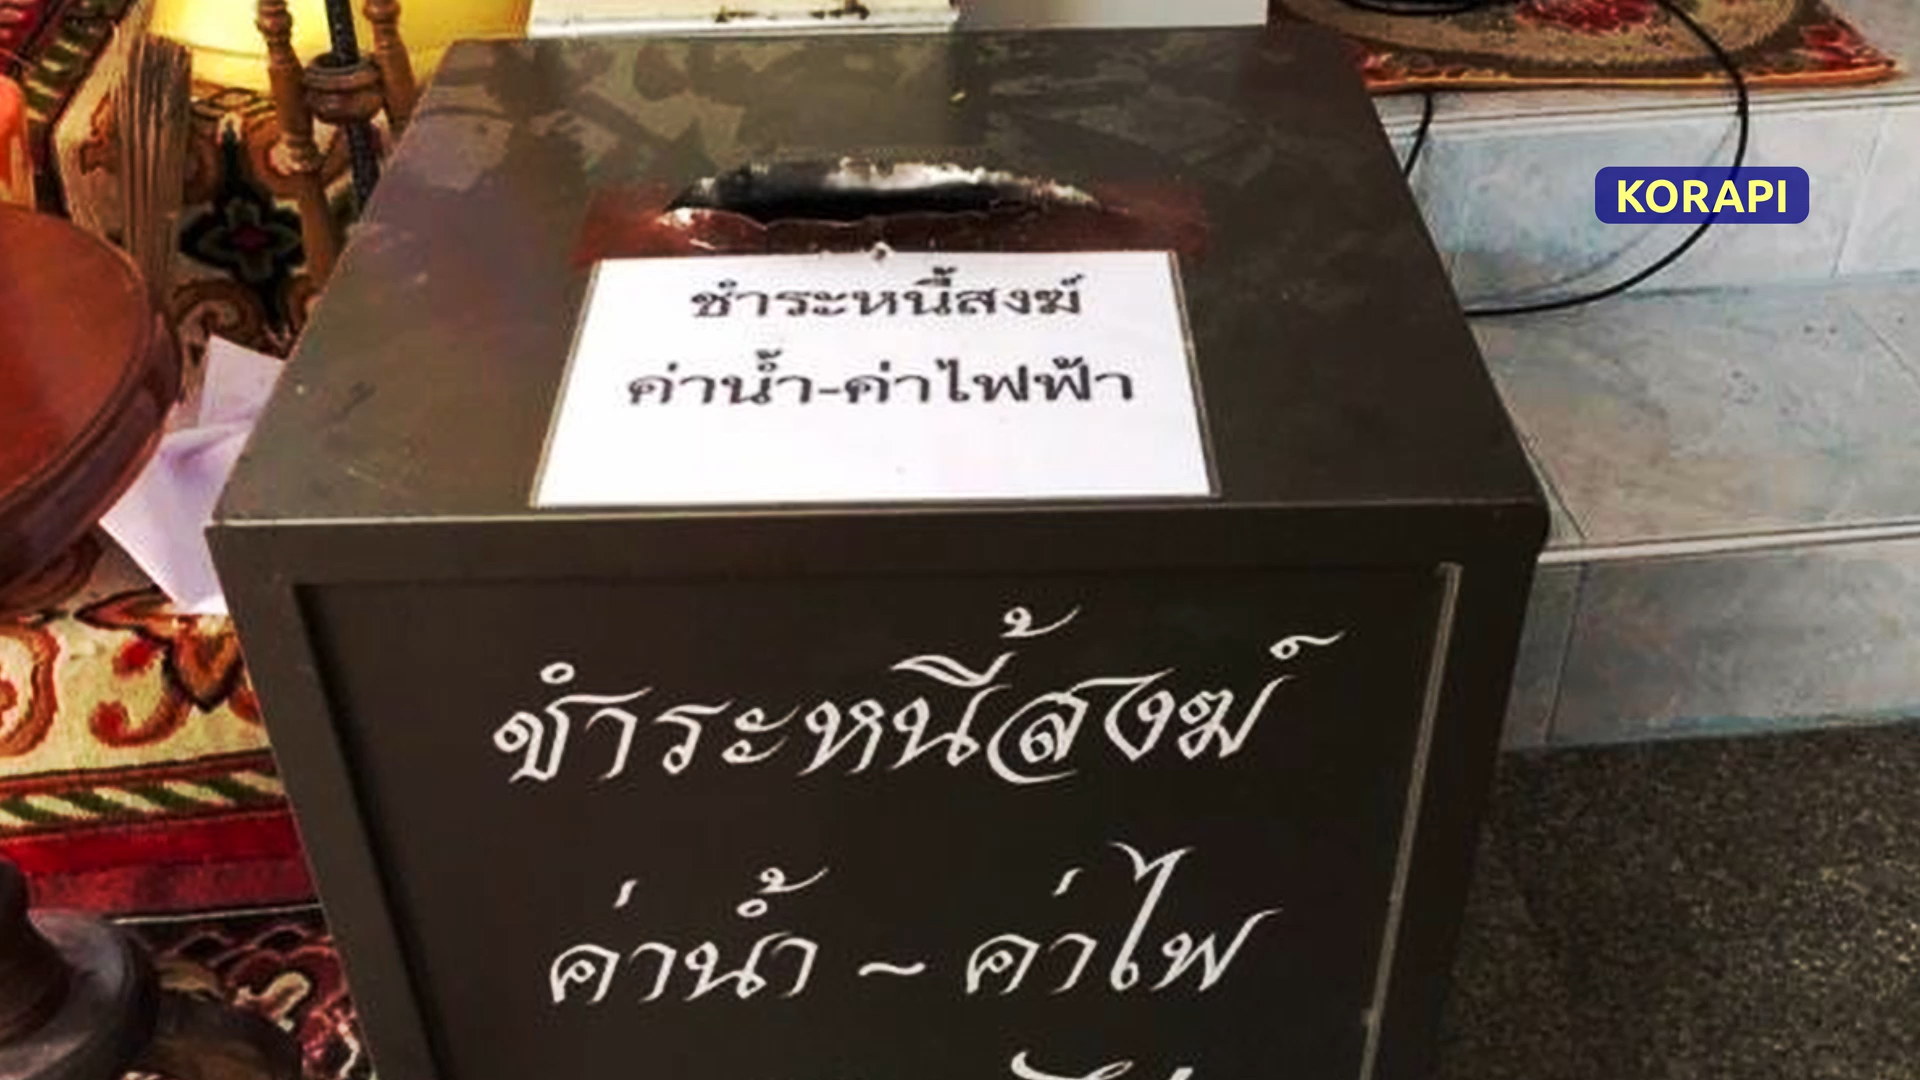 KORAPI
ชำระหนี้สงฆ์
ค่าน้ำ-ค่าไฟฟ้า
ชำระหนี้สงฆ์
ค่าน้ำ ~ ค่าไฟ